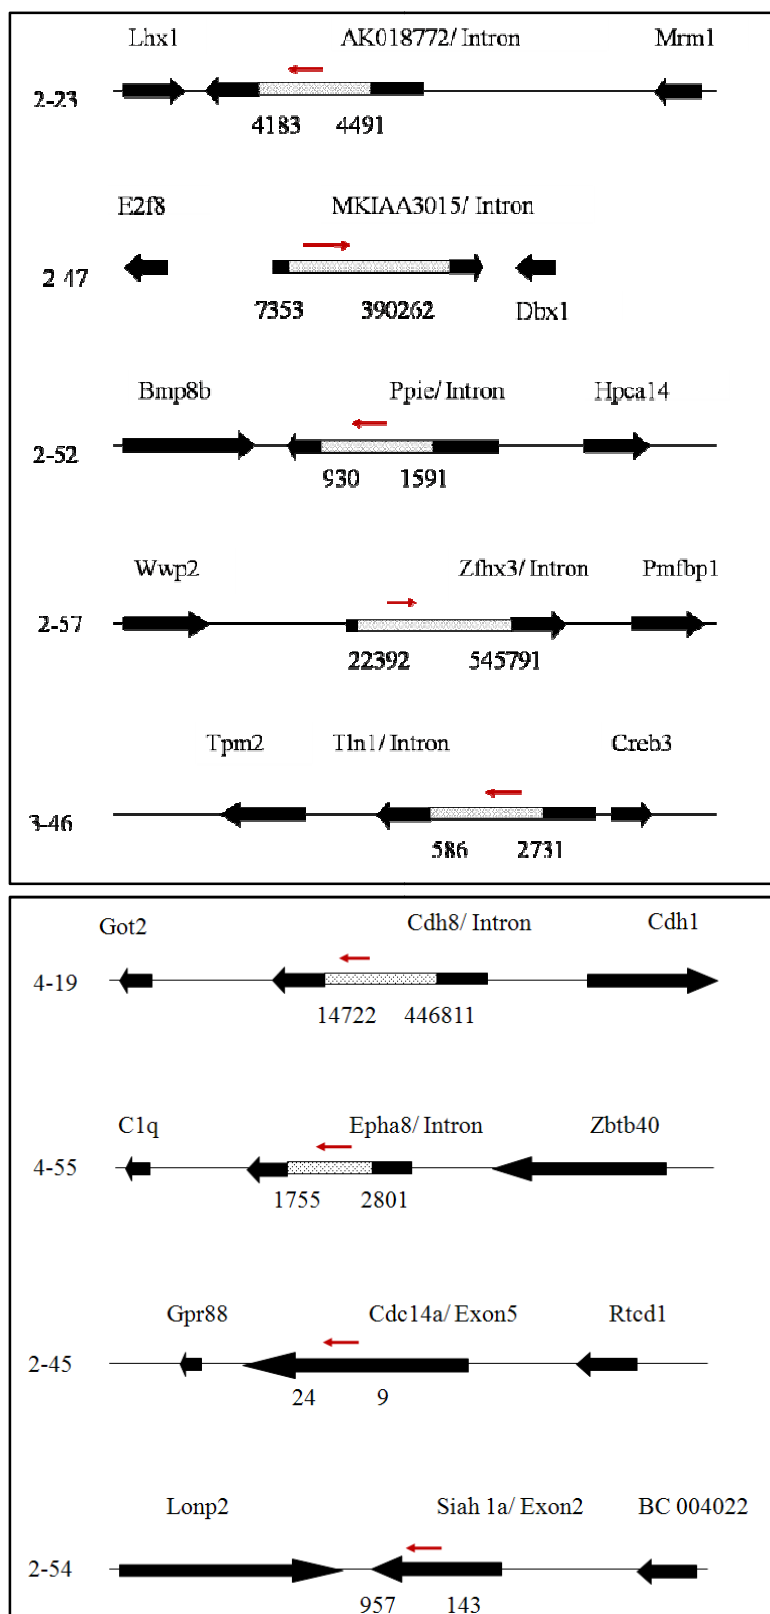 Lhx1 AK018772/ Intron Mrm1
2-23
4183 4491
E2f8 MKIAA3015/ Intron
2-47
7353 390262 Dbx1
Bmp8b Ppie/ Intron Hpca14
2-52
930 1591
Wwp2 Zfhx3/ Intron Pmfbp1
2-57
22392 545791
Tpm2 Tln1/ Intron Creb3
3-46
586 2731
Got2 Cdh8/ Intron Cdh1
4-19
14722 446811
C1q Epha8/ Intron Zbtb40
4-55
1755 2801
Gpr88 Cdc14a/ Exon5 Rtcd1
2-45
24 9
Lonp2 Siah 1a/ Exon2 BC 004022
2-54
957 143